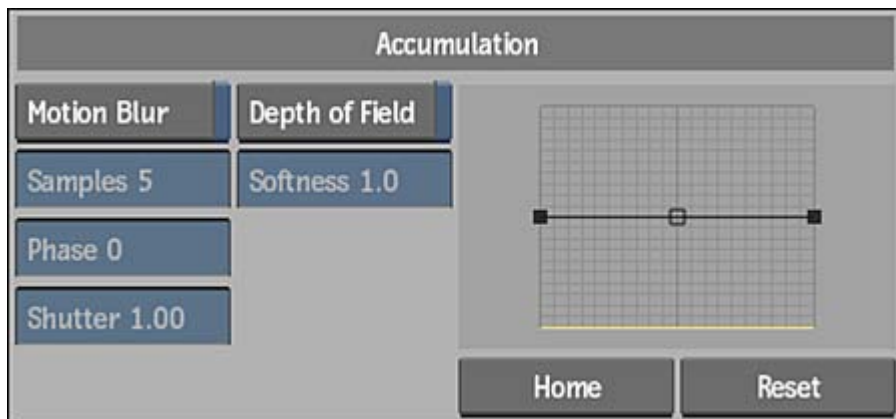 Accumulation
Motion Blur
Depth of Field
Samples 5
Softness 1.0
Phase 0
Shutter 1.00
Home
Reset